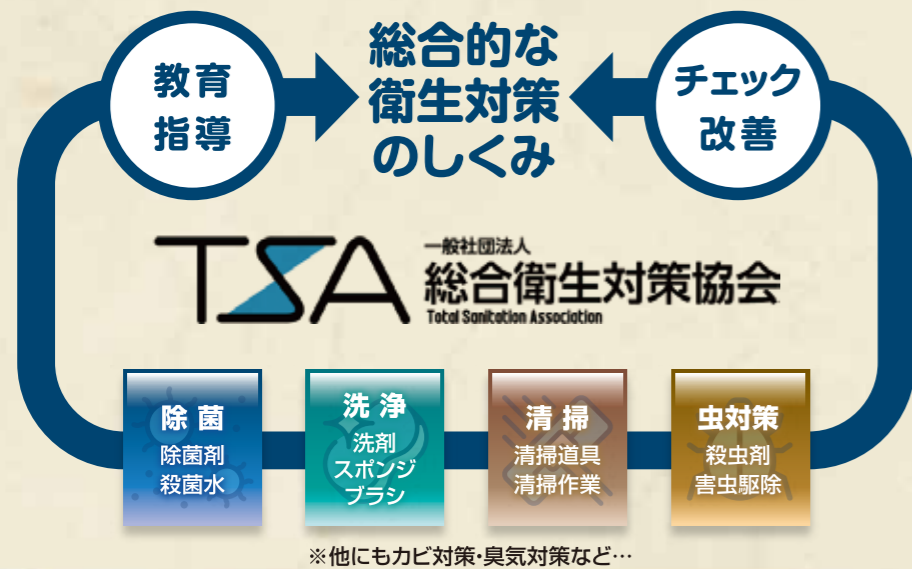 教育
指導
総合的な
衛生対策
のしくみ
チェック
改善
TSA
一般社団法人
総合衛生対策協会
Total Sanitation Association
除菌
除菌剤
殺菌水
洗浄
洗剤
スポンジ
ブラシ
清掃
清掃道具
清掃作業
虫対策
殺虫剤
害虫駆除
※他にもカビ対策・臭気対策など…